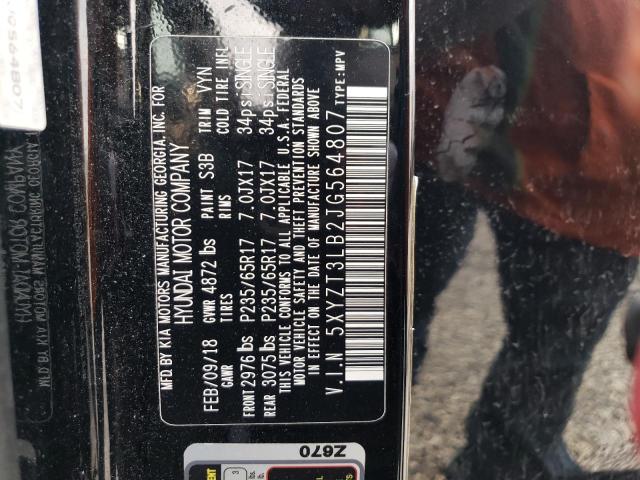 MFD BY KIA MOTORS MANUFACTURING GEORGIA, INC. FOR
HYUNDAI MOTOR COMPANY
FEB/09/18 GVWR 4872 lbs PAINT S3B TRIM VYN
GAWR TIRES RIMS COLD TIRE INFL
FRONT 2976 lbs P235/65R17 7.0JX17 34psi SINGLE
REAR 3075 lbs P235/65R17 7.0JX17 34psi SINGLE
THIS VEHICLE CONFORMS TO ALL APPLICABLE U.S.A. FEDERAL
MOTOR VEHICLE SAFETY AND THEFT PREVENTION STANDARDS
IN EFFECT ON THE DATE OF MANUFACTURE SHOWN ABOVE
V.I.N 5XYZT3LB2JG564807 TYPE:MPV
Z670